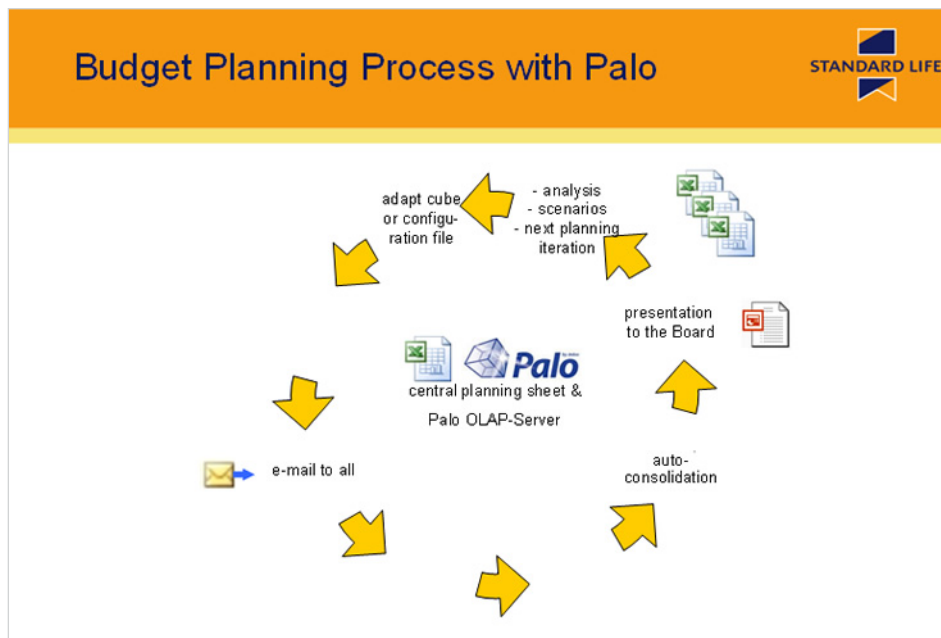 Budget Planning Process with Palo
STANDARD LIFE
adapt cube
or configu-
ration file
- analysis
- scenarios
- next planning
iteration
presentation
to the Board
Palo
central planning sheet &
Palo OLAP-Server
e-mail to all
auto-
consolidation